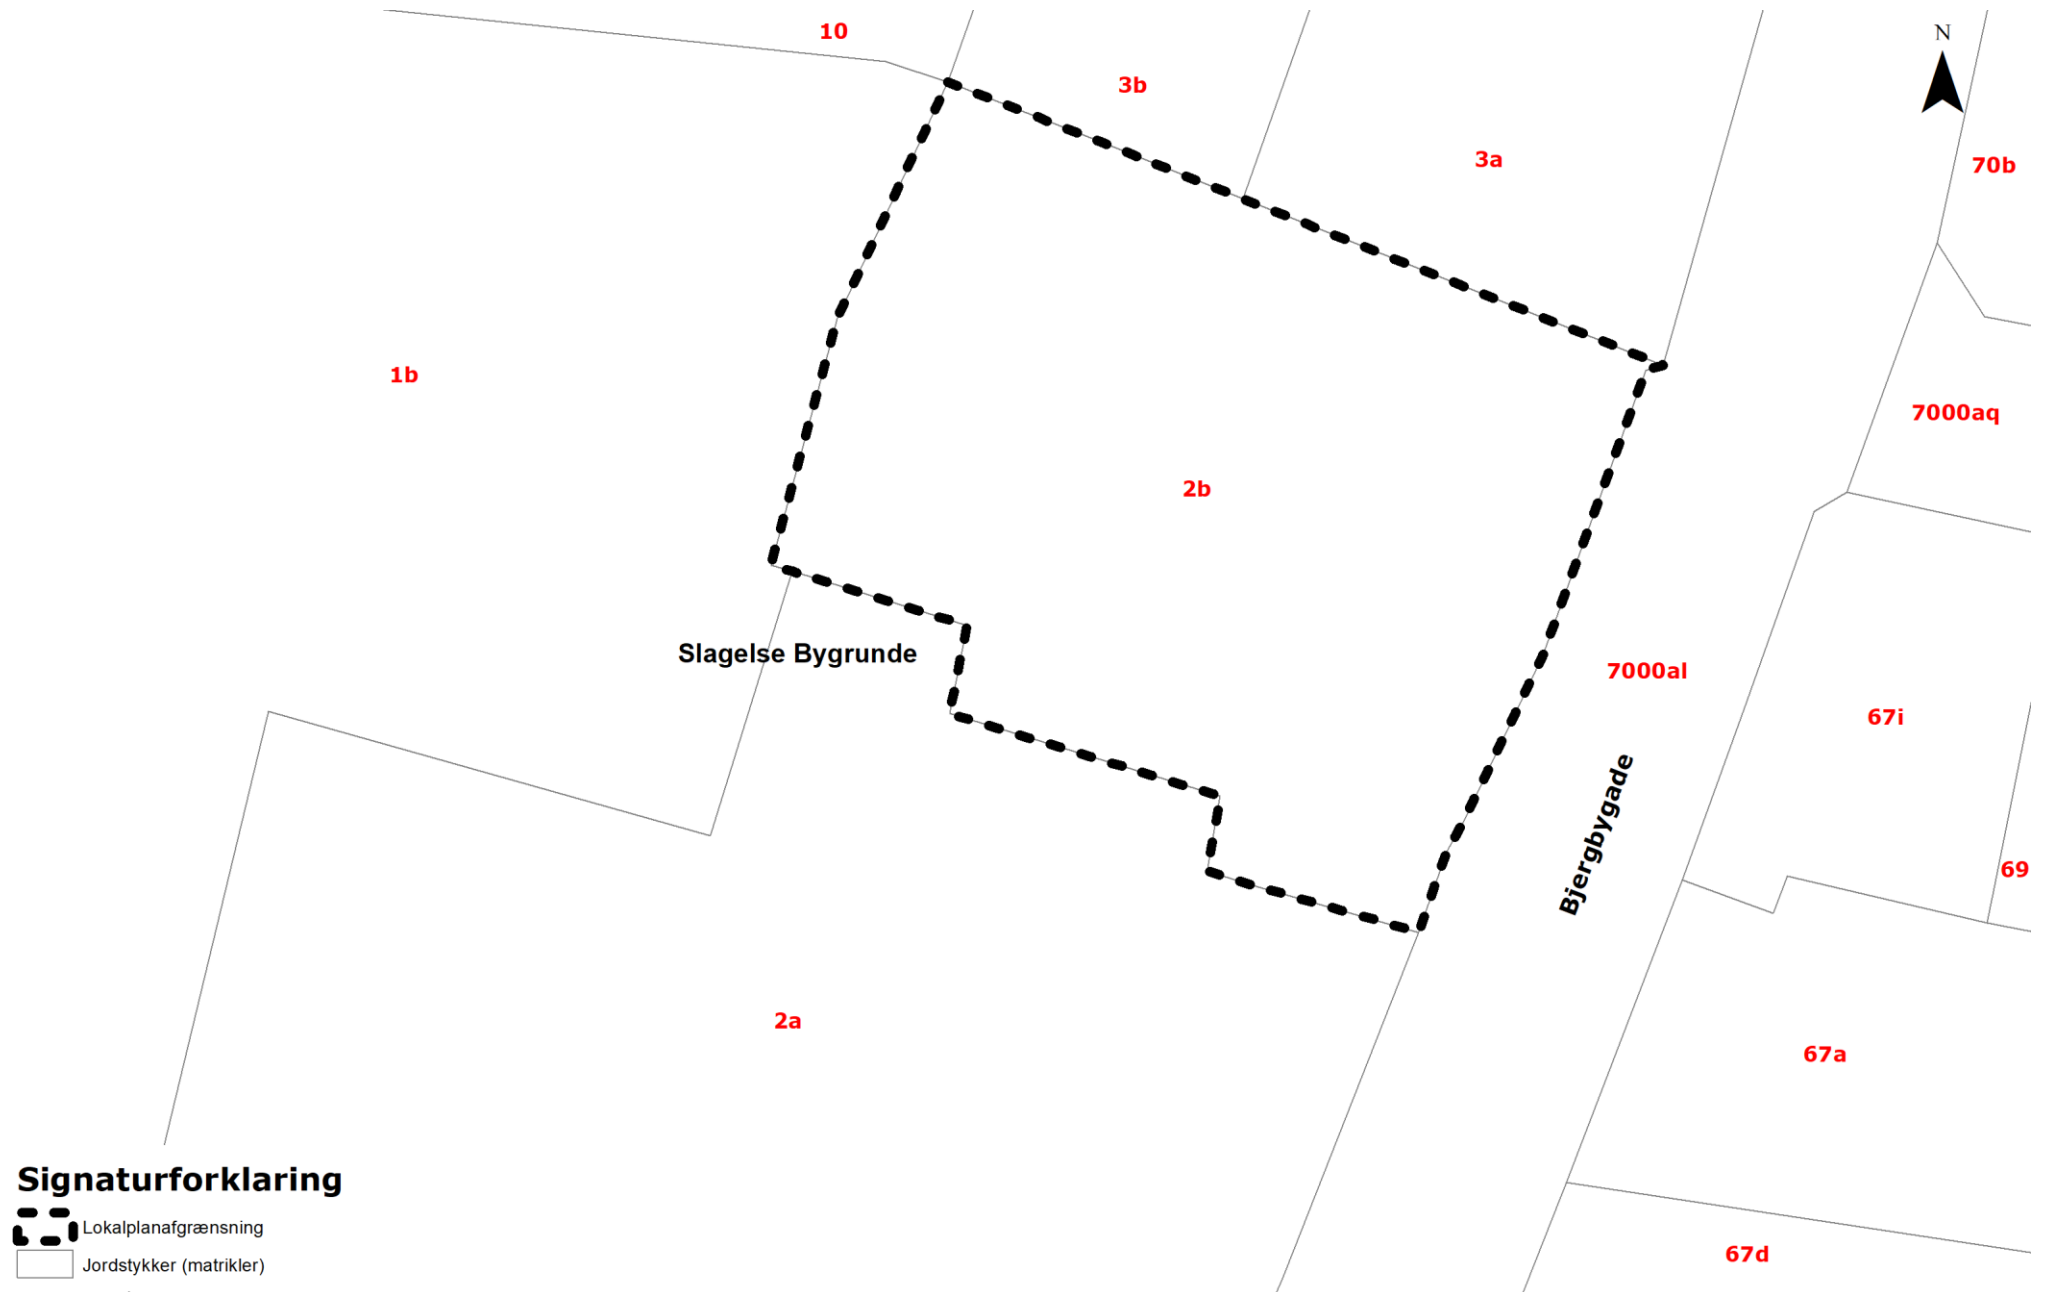 10
N
3b
3a
70b
1b
7000aq
2b
Slagelse Bygrunde
7000al
67i
Bjergbygade
69
2a
67a
Signaturforklaring
Lokalplanafgrænsning
67d
Jordstykker (matrikler)